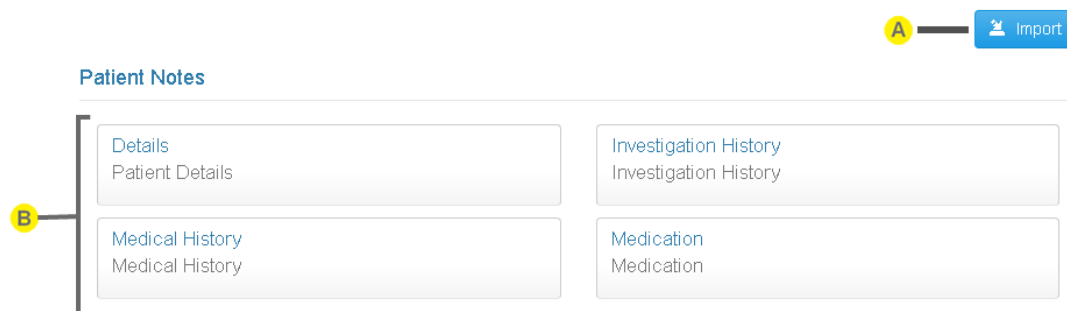 A
Import
Patient Notes
Details
Patient Details
Investigation History
Investigation History
B
Medical History
Medical History
Medication
Medication